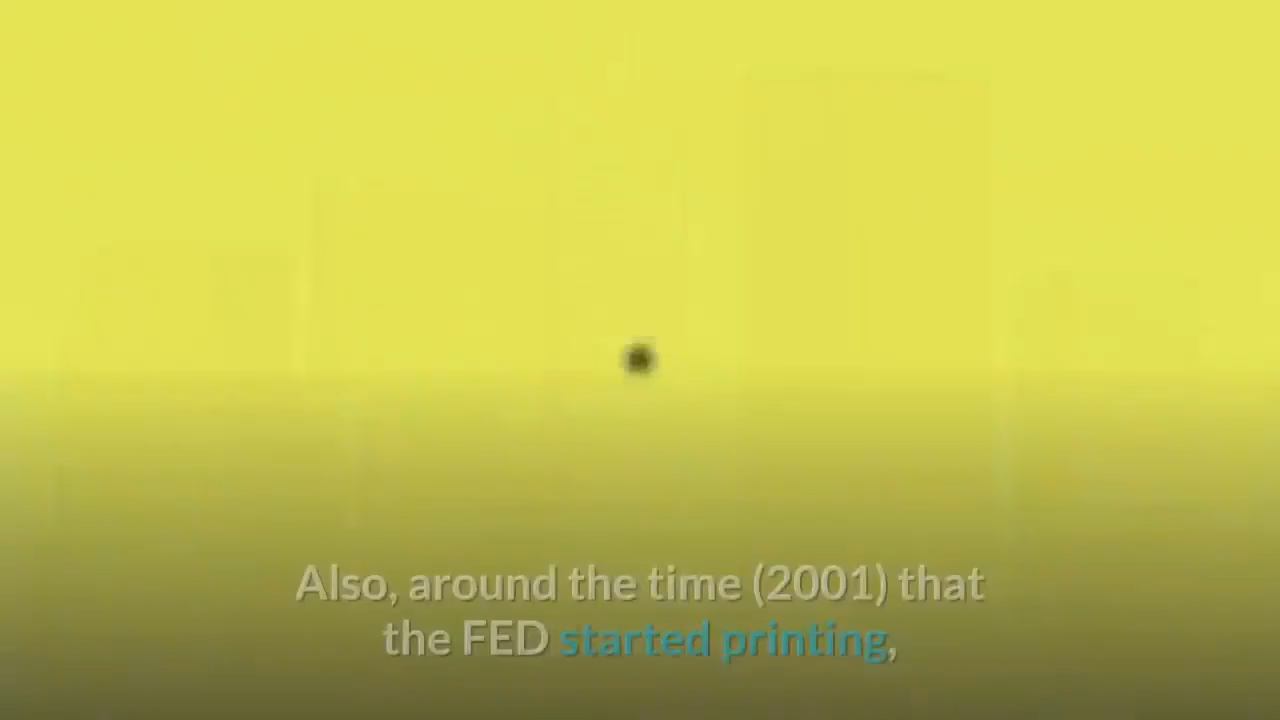 Also, around the time (2001) that
the FED started printing,